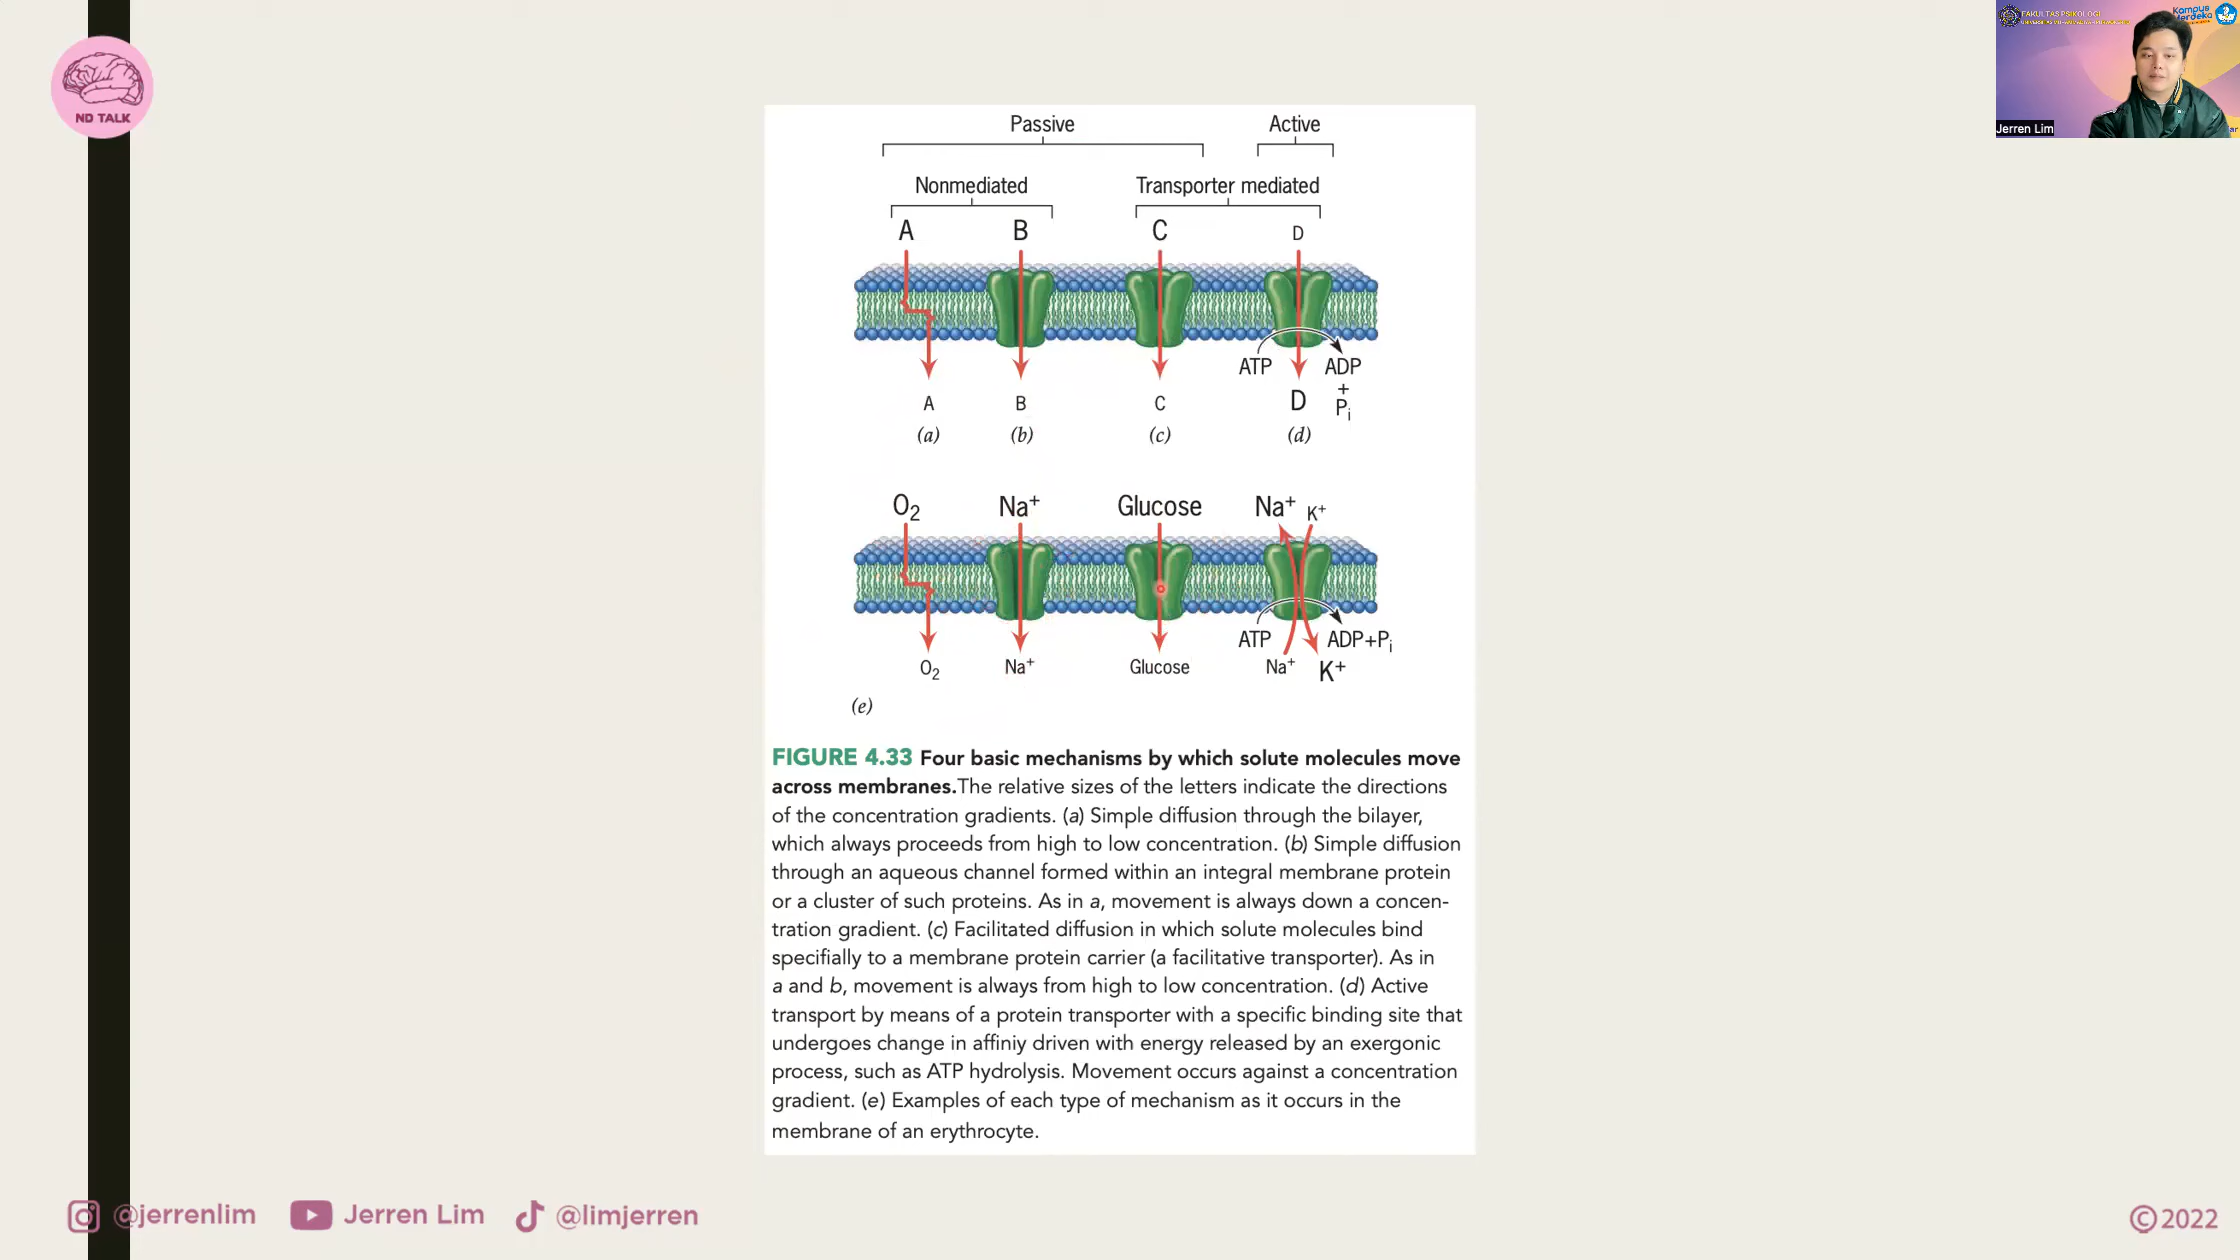 ND TALK
FAKULTAS PSIKOLOGI
Kampus
Merdeka
Jerren Lim
Passive
Active
Nonmediated
Transporter mediated
A B C D
ATP ADP
+
Pi
A B C D
(a) (b) (c) (d)
O2 Na+ Glucose Na+ K+
ATP ADP+Pi
O2 Na+ Glucose Na+ K+
(e)
FIGURE 4.33 Four basic mechanisms by which solute molecules move
across membranes.The relative sizes of the letters indicate the directions
of the concentration gradients. (a) Simple diffusion through the bilayer,
which always proceeds from high to low concentration. (b) Simple diffusion
through an aqueous channel formed within an integral membrane protein
or a cluster of such proteins. As in a, movement is always down a concen-
tration gradient. (c) Facilitated diffusion in which solute molecules bind
specifially to a membrane protein carrier (a facilitative transporter). As in
a and b, movement is always from high to low concentration. (d) Active
transport by means of a protein transporter with a specific binding site that
undergoes change in affiniy driven with energy released by an exergonic
process, such as ATP hydrolysis. Movement occurs against a concentration
gradient. (e) Examples of each type of mechanism as it occurs in the
membrane of an erythrocyte.
@jerrenlim Jerren Lim @limjerren
©2022